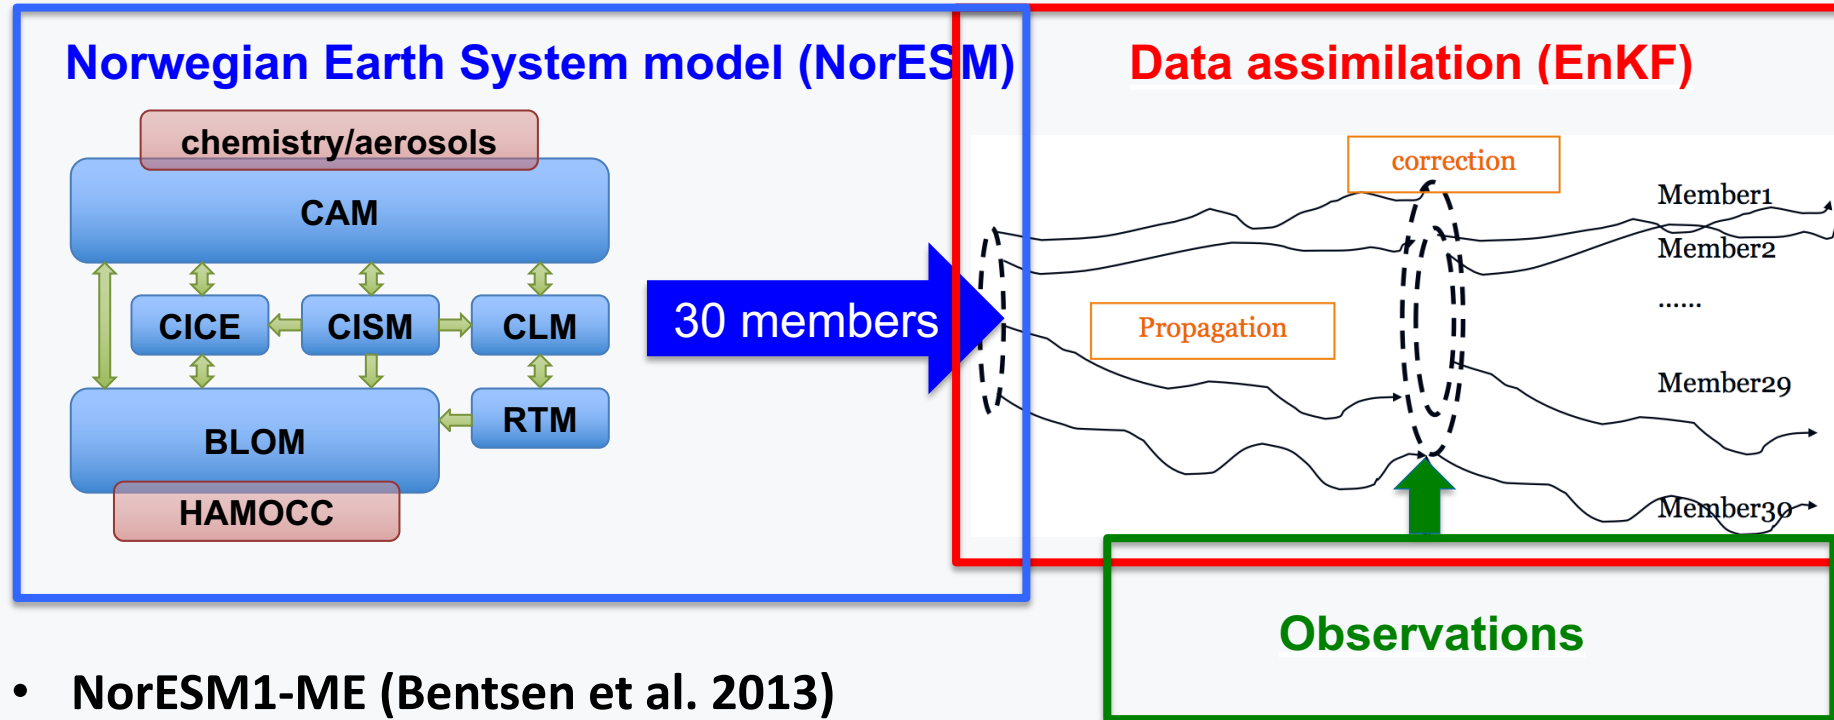 Norwegian Earth System model (NorESM)
chemistry/aerosols
CAM
CICE
CISM
CLM
BLOM
RTM
HAMOCC
30 members
Data assimilation (EnKF)
correction
Propagation
Member1
Member2
......
Member29
Member30
Observations
• NorESM1-ME (Bentsen et al. 2013)